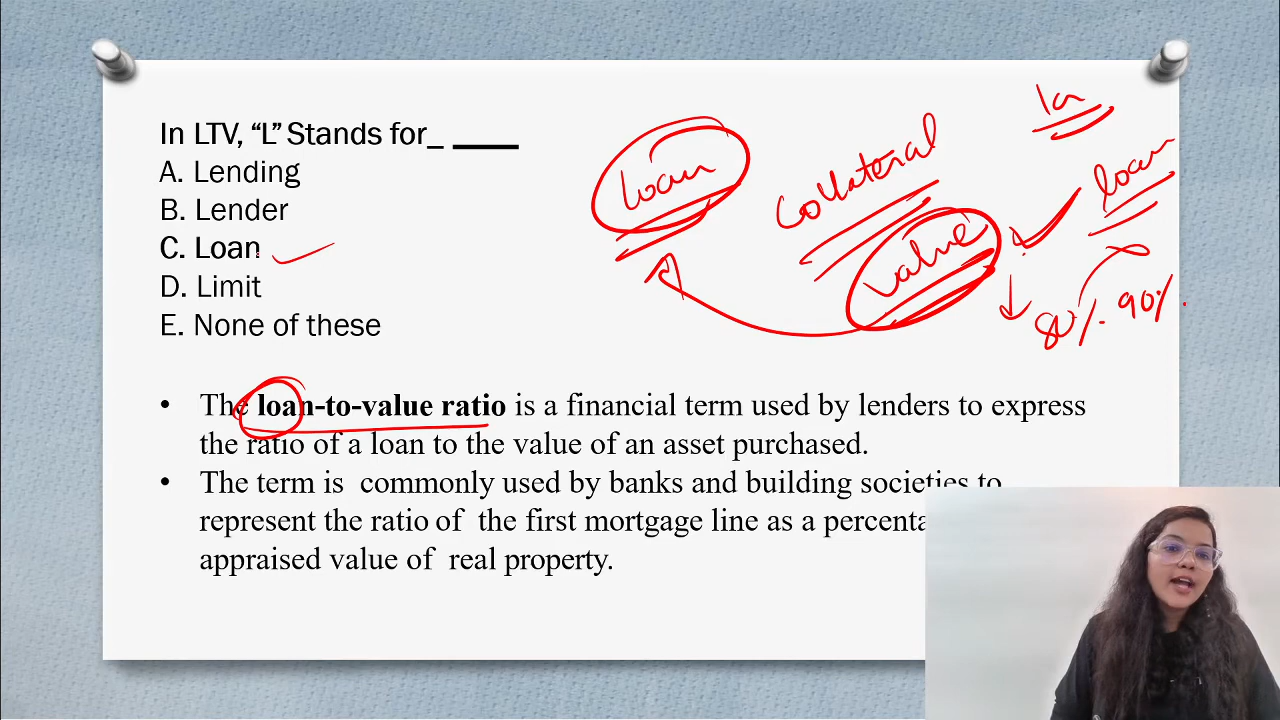 In LTV, “L” Stands for_ ____
A. Lending
B. Lender
C. Loan
D. Limit
E. None of these
loan
Collateral
value
1a
loan
80%. 90%.
• The loan-to-value ratio is a financial term used by lenders to express
the ratio of a loan to the value of an asset purchased.
• The term is commonly used by banks and building societies to
represent the ratio of the first mortgage line as a
appraised value of real property.